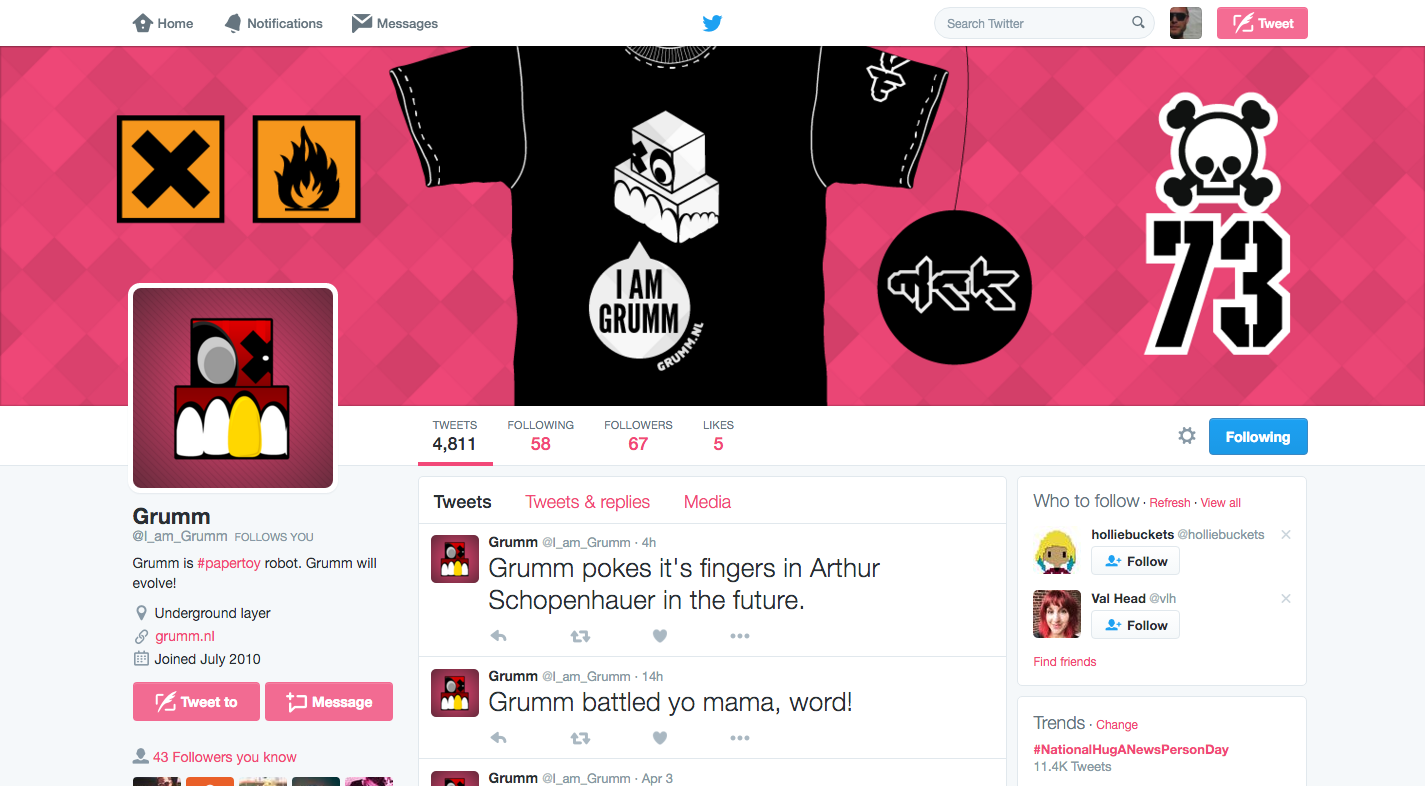 Home Notifications Messages Search Twitter Tweet
I AM
GRUMM
GRUMM.NL
73
TWEETS FOLLOWING FOLLOWERS LIKES
4,811 58 67 5
Following
Grumm
@I_am_Grumm FOLLOWS YOU
Grumm is #papertoy robot. Grumm will
evolve!
Underground layer
grumm.nl
Joined July 2010
Tweet to Message
43 Followers you know
Tweets Tweets & replies Media
Grumm @I_am_Grumm · 4h
Grumm pokes it's fingers in Arthur
Schopenhauer in the future.
Grumm @I_am_Grumm · 14h
Grumm battled yo mama, word!
Grumm @I_am_Grumm · Apr 3
Who to follow · Refresh · View all
holliebuckets @holliebuckets
Follow
Val Head @vlh
Follow
Find friends
Trends · Change
#NationalHugANewsPersonDay
11.4K Tweets